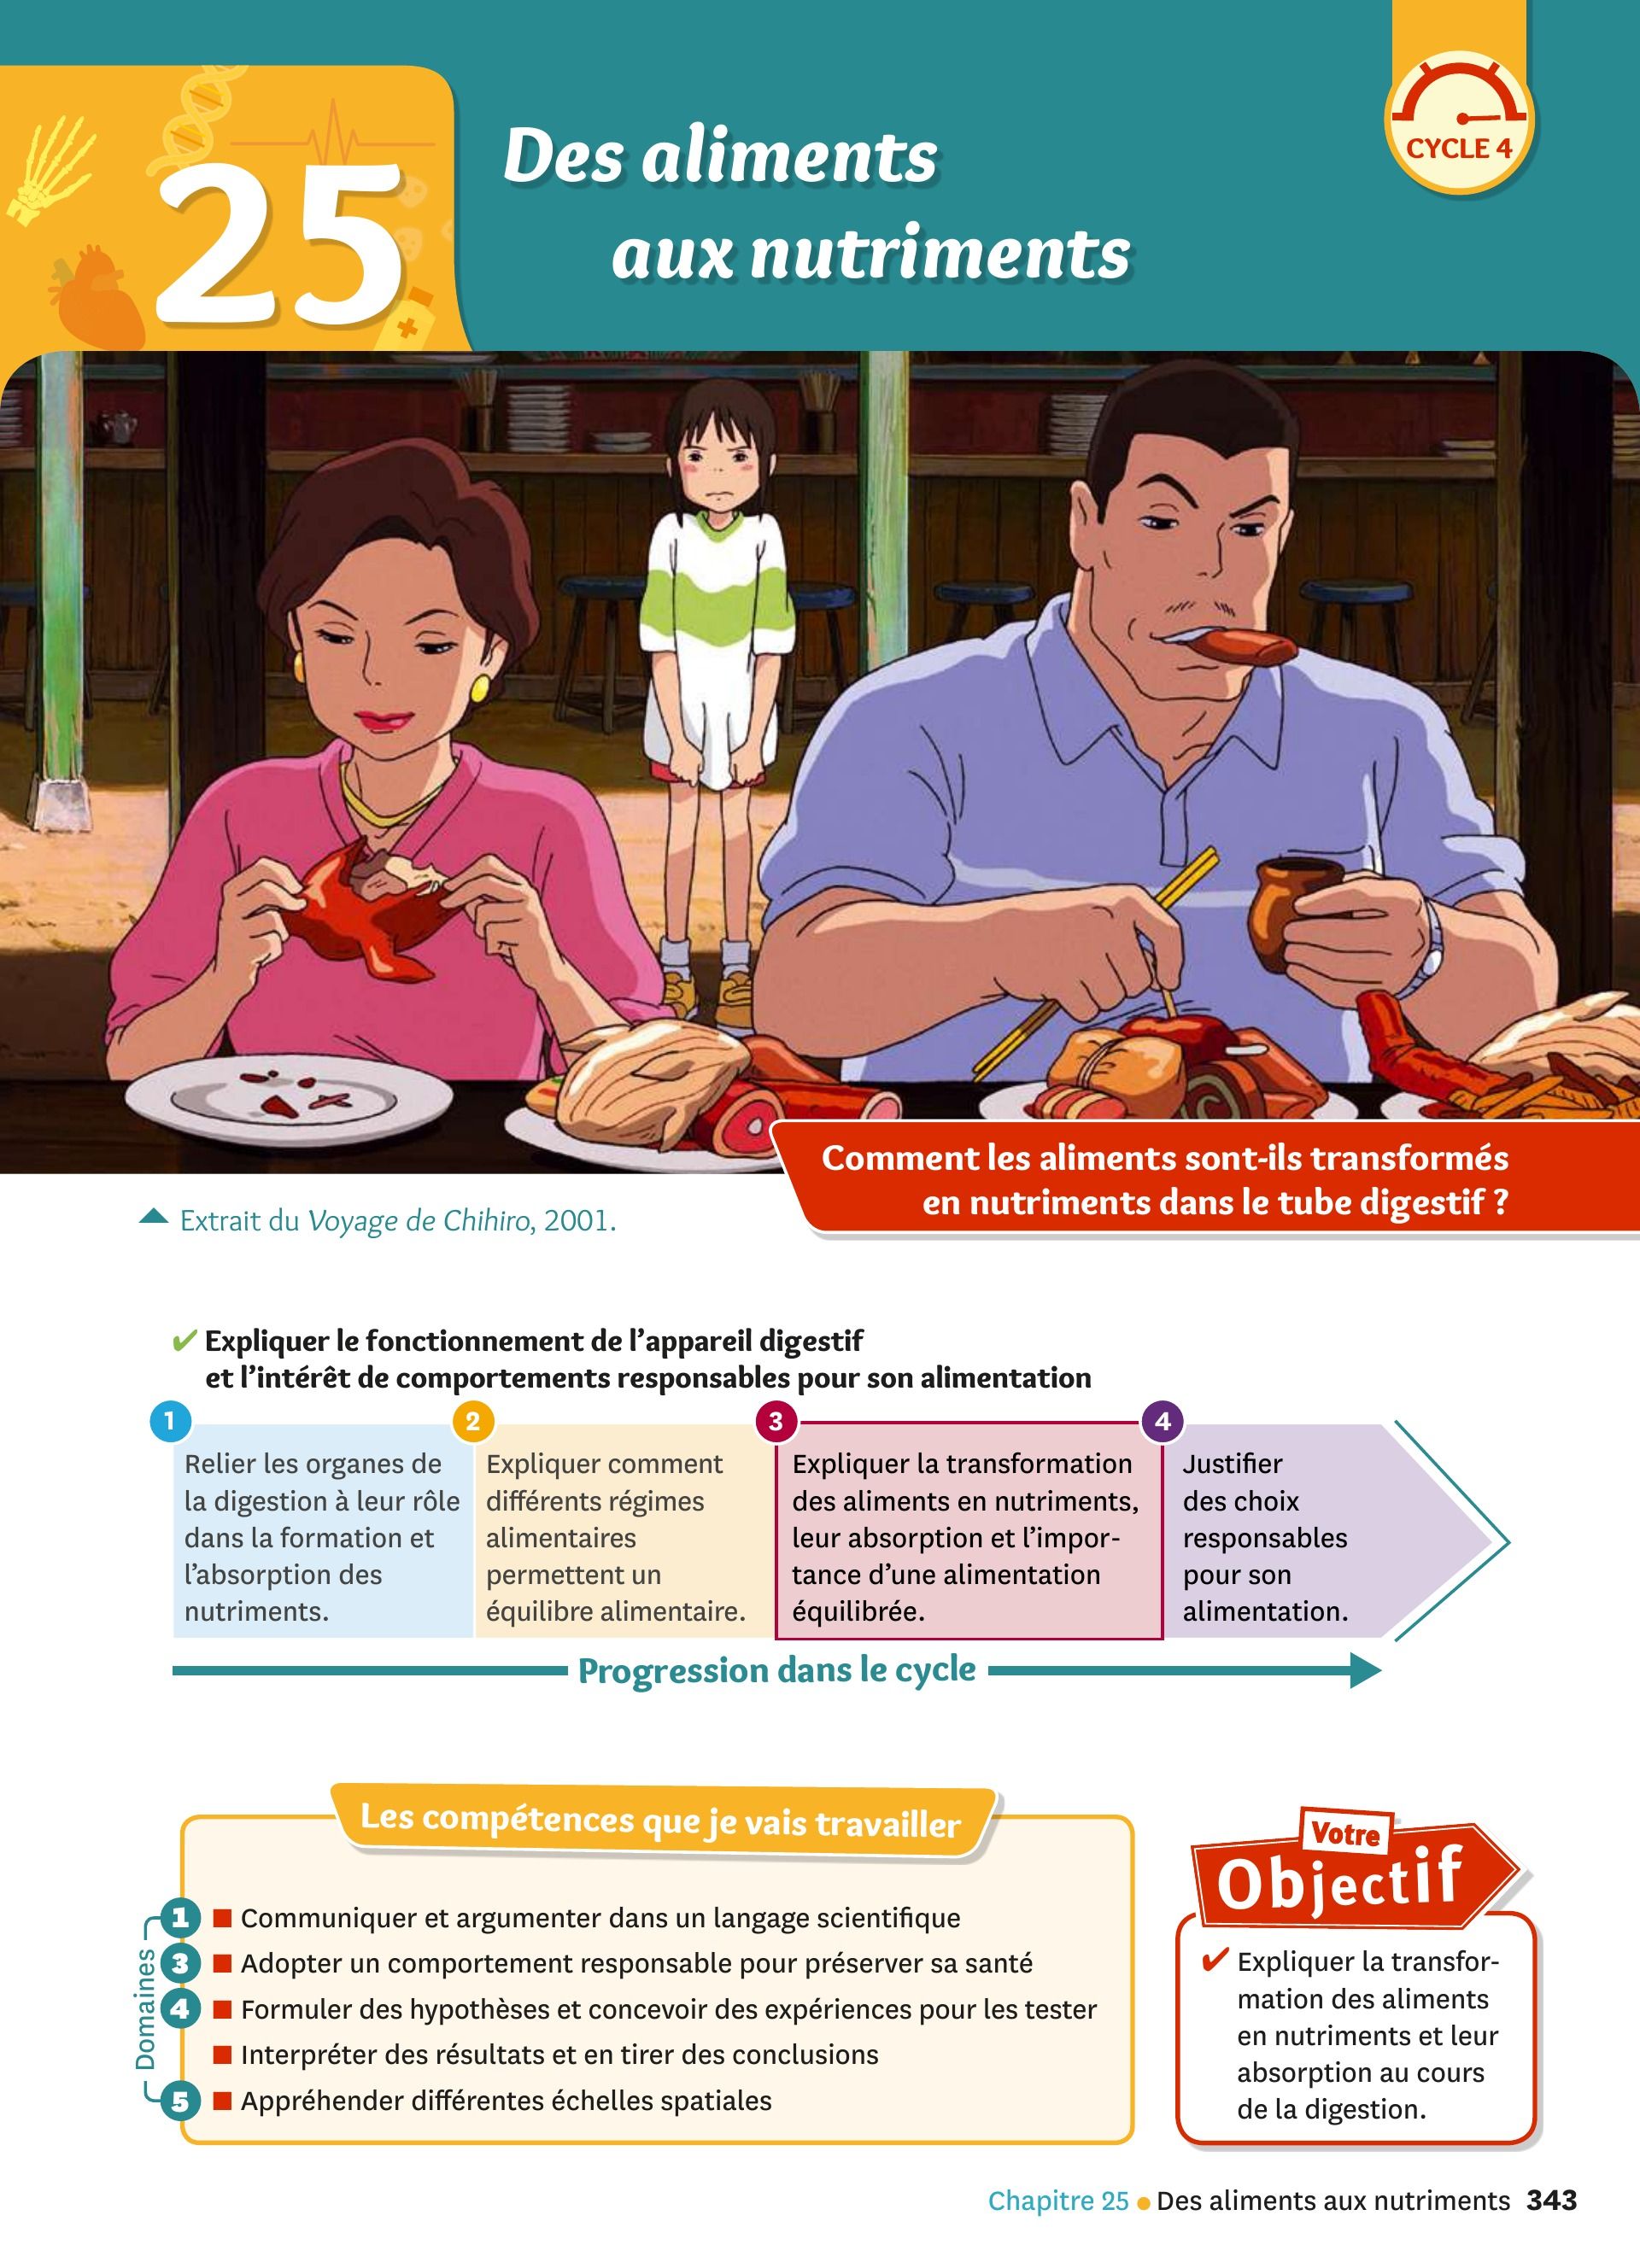 25
Des aliments
aux nutriments
CYCLE 4
Comment les aliments sont-ils transformés
en nutriments dans le tube digestif ?
Extrait du Voyage de Chihiro, 2001.
✔ Expliquer le fonctionnement de l'appareil digestif
et l'intérêt de comportements responsables pour son alimentation
1
Relier les organes de
la digestion à leur rôle
dans la formation et
l'absorption des
nutriments.
2
Expliquer comment
différents régimes
alimentaires
permettent un
équilibre alimentaire.
3
Expliquer la transformation
des aliments en nutriments,
leur absorption et l'impor-
tance d'une alimentation
équilibrée.
4
Justifier
des choix
responsables
pour son
alimentation.
Progression dans le cycle
Les compétences que je vais travailler
Domaines
1 ■ Communiquer et argumenter dans un langage scientifique
3 ■ Adopter un comportement responsable pour préserver sa santé
4 ■ Formuler des hypothèses et concevoir des expériences pour les tester
■ Interpréter des résultats et en tirer des conclusions
5 ■ Appréhender différentes échelles spatiales
Votre
Objectif
✔ Expliquer la transfor-
mation des aliments
en nutriments et leur
absorption au cours
de la digestion.
Chapitre 25 • Des aliments aux nutriments 343